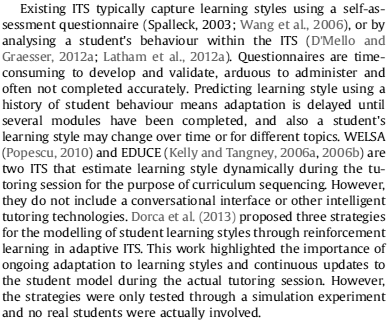 Existing ITS typically capture learning styles using a self-as-
sessment questionnaire (Spalleck, 2003; Wang et al., 2006), or by
analysing a student's behaviour within the ITS (D'Mello and
Graesser, 2012a; Latham et al., 2012a). Questionnaires are time-
consuming to develop and validate, arduous to administer and
often not completed accurately. Predicting learning style using a
history of student behaviour means adaptation is delayed until
several modules have been completed, and also a student's
learning style may change over time or for different topics. WELSA
(Popescu, 2010) and EDUCE (Kelly and Tangney, 2006a, 2006b) are
two ITS that estimate learning style dynamically during the tu-
toring session for the purpose of curriculum sequencing. However,
they do not include a conversational interface or other intelligent
tutoring technologies. Dorca et al. (2013) proposed three strategies
for the modelling of student learning styles through reinforcement
learning in adaptive ITS. This work highlighted the importance of
ongoing adaptation to learning styles and continuous updates to
the student model during the actual tutoring session. However,
the strategies were only tested through a simulation experiment
and no real students were actually involved.